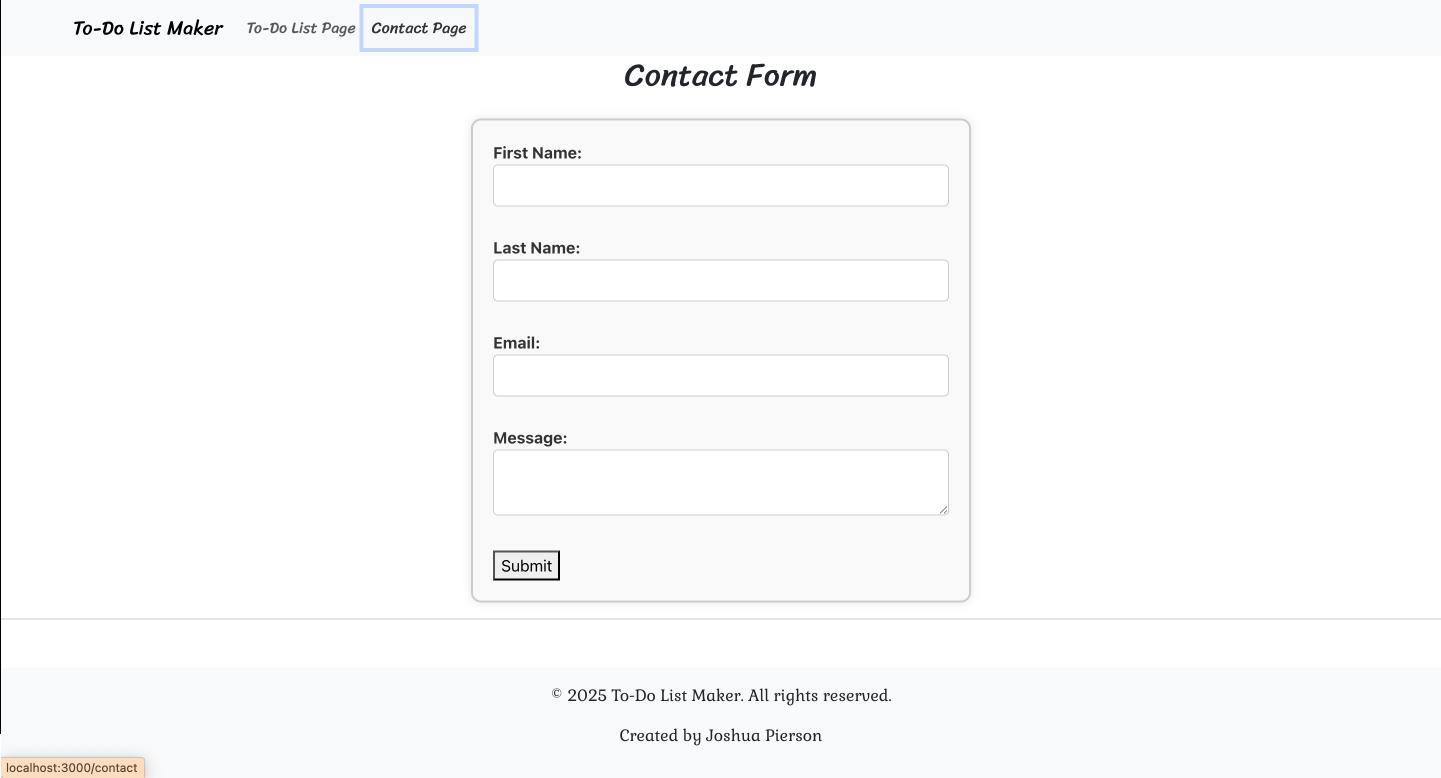 To-Do List Maker To-Do List Page Contact Page
Contact Form
First Name:
Last Name:
Email:
Message:
Submit
© 2025 To-Do List Maker. All rights reserved.
Created by Joshua Pierson
localhost:3000/contact